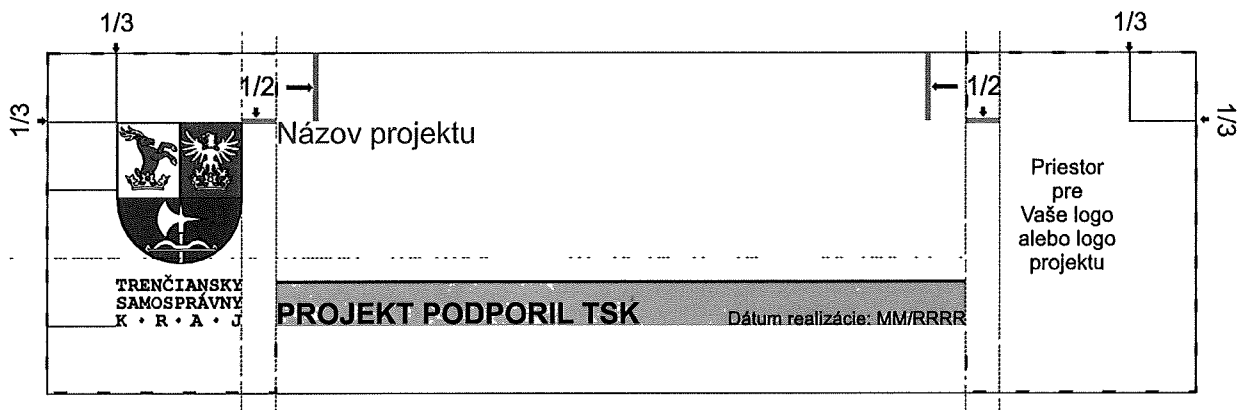 1/3
1/3
1/2
1/2
1/3
1/3
Názov projektu
Priestor
pre
Vaše logo
alebo logo
projektu
TRENČIANSKY
SAMOSPRÁVNY
K · R · A · J
PROJEKT PODPORIL TSK
Dátum realizácie: MM/RRRR